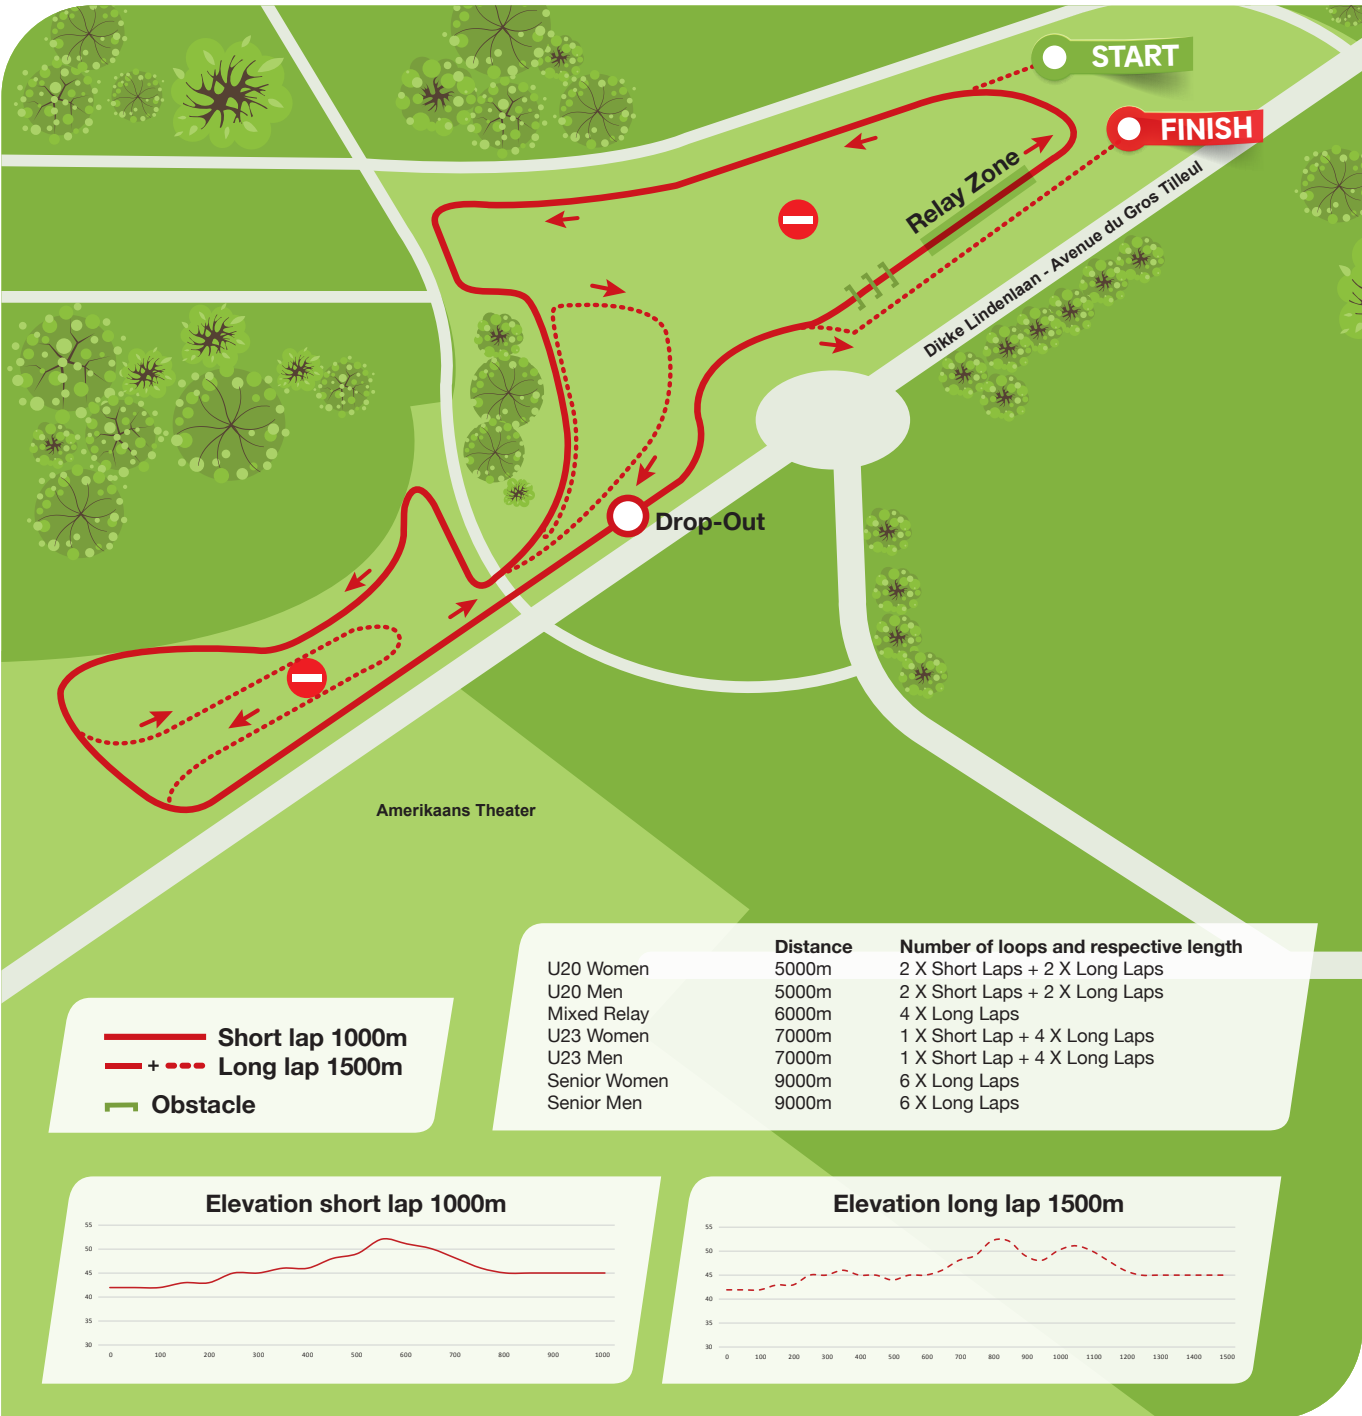 START
FINISH
Relay Zone
Dikke Lindenlaan - Avenue du Gros Tilleul
Drop-Out
Amerikaans Theater
Distance Number of loops and respective length
U20 Women 5000m 2 X Short Laps + 2 X Long Laps
U20 Men 5000m 2 X Short Laps + 2 X Long Laps
Mixed Relay 6000m 4 X Long Laps
U23 Women 7000m 1 X Short Lap + 4 X Long Laps
U23 Men 7000m 1 X Short Lap + 4 X Long Laps
Senior Women 9000m 6 X Long Laps
Senior Men 9000m 6 X Long Laps
Short lap 1000m
+ Long lap 1500m
Obstacle
Elevation short lap 1000m
55
50
45
40
35
30
0 100 200 300 400 500 600 700 800 900 1000
Elevation long lap 1500m
55
50
45
40
35
30
0 100 200 300 350 400 500 600 700 800 900 1100 1200 1300 1400 1500